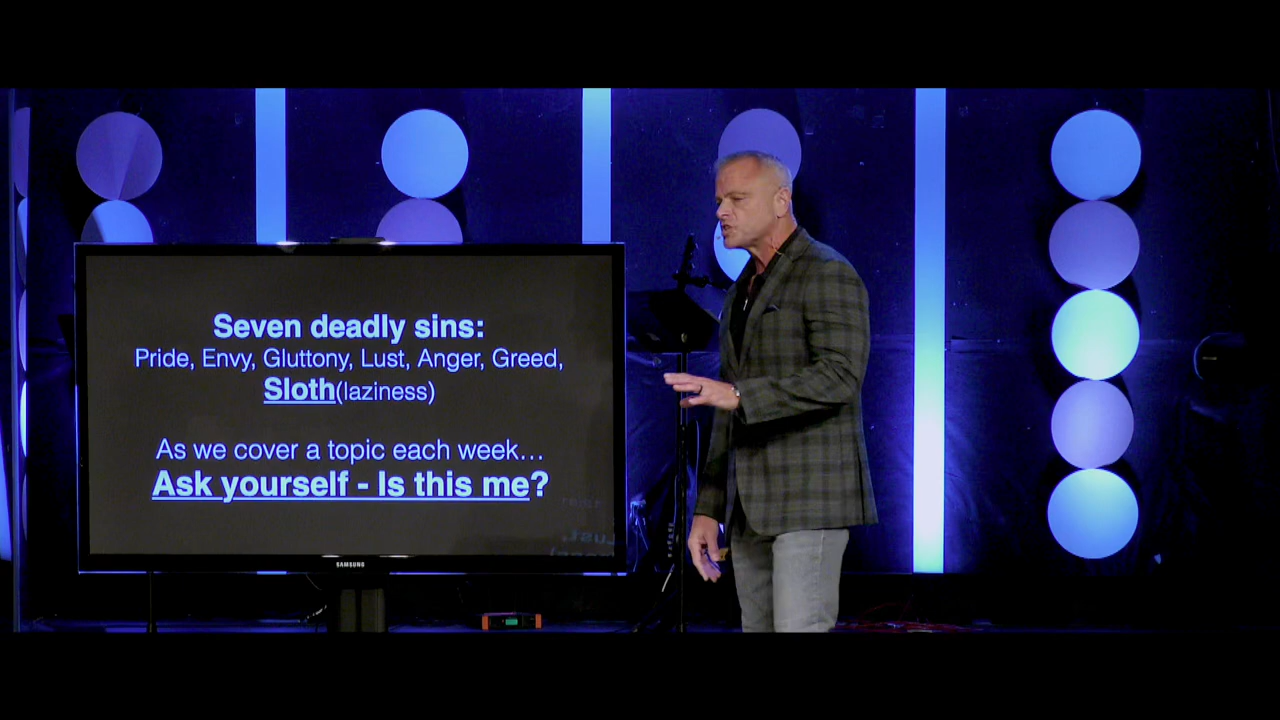 Seven deadly sins:
Pride, Envy, Gluttony, Lust, Anger, Greed,
Sloth(laziness)
As we cover a topic each week...
Ask yourself - Is this me?
SAMSUNG